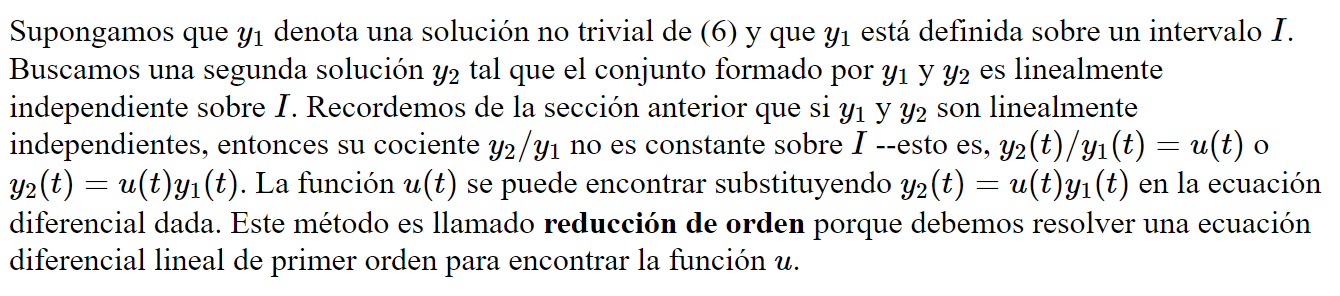 Supongamos que y₁ denota una solución no trivial de (6) y que y₁ está definida sobre un intervalo I.
Buscamos una segunda solución y₂ tal que el conjunto formado por y₁ y y₂ es linealmente
independiente sobre I. Recordemos de la sección anterior que si y₁ y y₂ son linealmente
independientes, entonces su cociente y₂/y₁ no es constante sobre I --esto es, y₂(t)/y₁(t) = u(t) o
y₂(t) = u(t)y₁(t). La función u(t) se puede encontrar substituyendo y₂(t) = u(t)y₁(t) en la ecuación
diferencial dada. Este método es llamado reducción de orden porque debemos resolver una ecuación
diferencial lineal de primer orden para encontrar la función u.